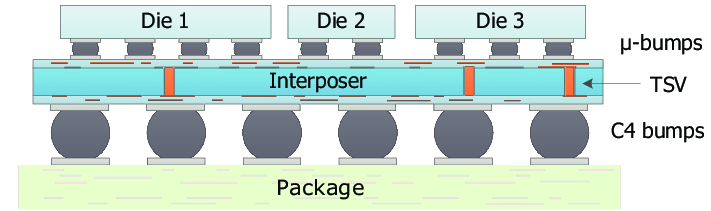 Die 1
Die 2
Die 3
μ-bumps
Interposer
TSV
C4 bumps
Package